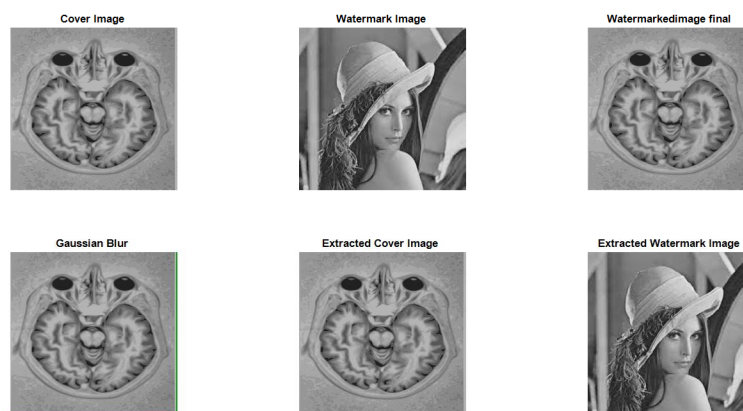 Cover Image
Watermark Image
Watermarkedimage final
Gaussian Blur
Extracted Cover Image
Extracted Watermark Image